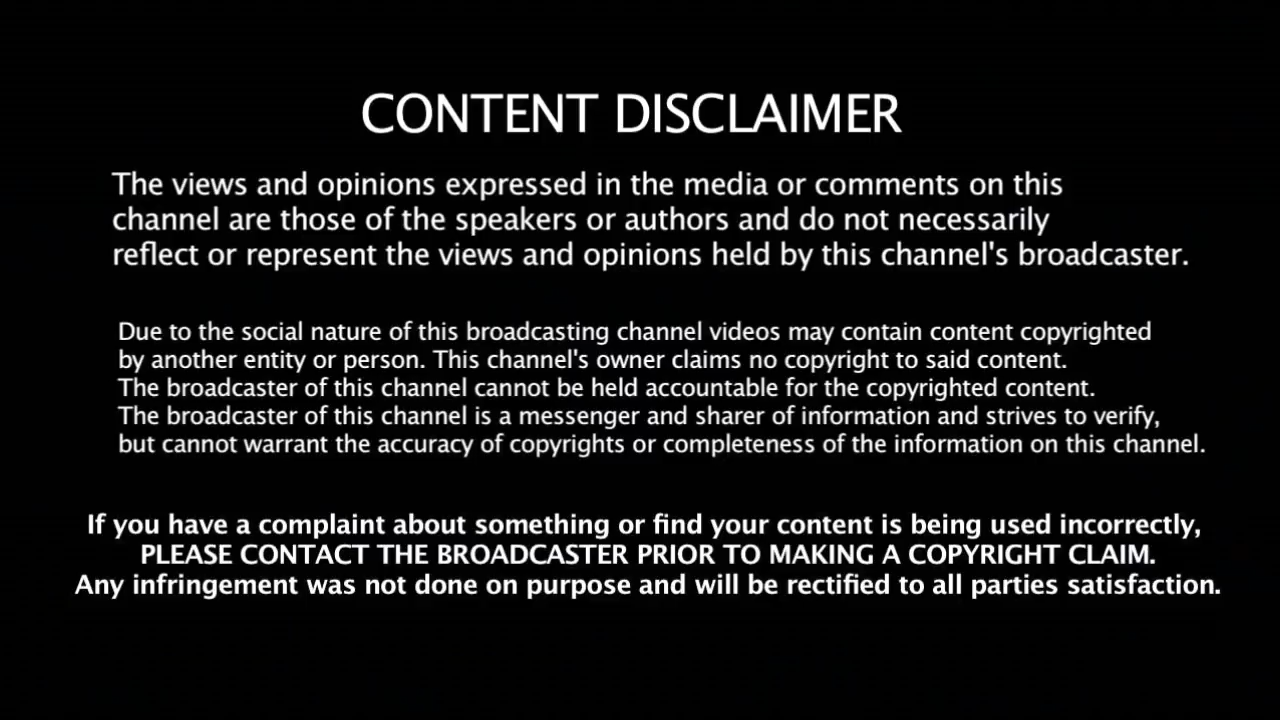 CONTENT DISCLAIMER
The views and opinions expressed in the media or comments on this
channel are those of the speakers or authors and do not necessarily
reflect or represent the views and opinions held by this channel's broadcaster.
Due to the social nature of this broadcasting channel videos may contain content copyrighted
by another entity or person. This channel's owner claims no copyright to said content.
The broadcaster of this channel cannot be held accountable for the copyrighted content.
The broadcaster of this channel is a messenger and sharer of information and strives to verify,
but cannot warrant the accuracy of copyrights or completeness of the information on this channel.
If you have a complaint about something or find your content is being used incorrectly,
PLEASE CONTACT THE BROADCASTER PRIOR TO MAKING A COPYRIGHT CLAIM.
Any infringement was not done on purpose and will be rectified to all parties satisfaction.